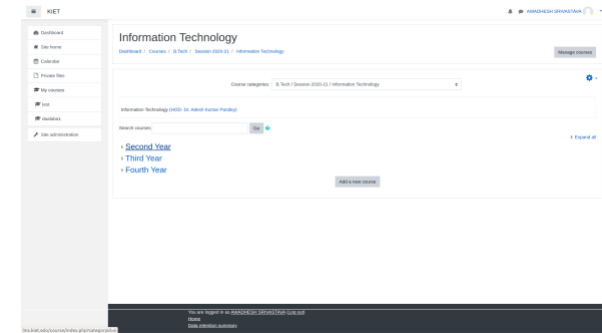 KIET
AWADHESH SRIVASTAVA
Dashboard
Site home
Calendar
Private files
My courses
test
Site administration
Information Technology
Dashboard / Courses / B.Tech / Session 2020-21 / Information Technology
Manage courses
Course categories: B.Tech / Session 2020-21 / Information Technology
Information Technology (HOD- Dr. Adesh Kumar Pandey)
Search courses Go
Expand all
Second Year
Third Year
Fourth Year
Add a new course
You are logged in as AWADHESH SRIVASTAVA (Log out)
Home
Data retention summary